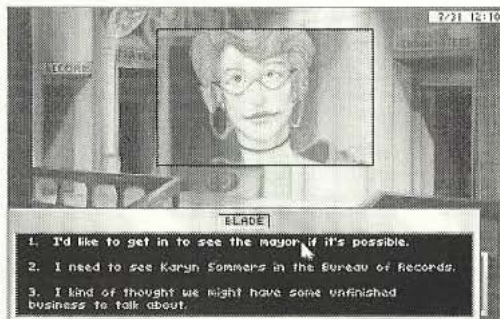 7/31 12:10
RECORDS
BLADE
1. I'd like to get in to see the mayor if it's possible.
2. I need to see Karyn Sommers in the Bureau of Records.
3. I kind of thought we might have some unfinished
business to talk about.